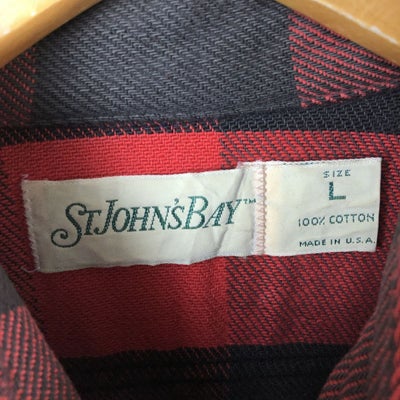 ST. JOHN'S BAY™
SIZE
L
100% COTTON
MADE IN U.S.A.